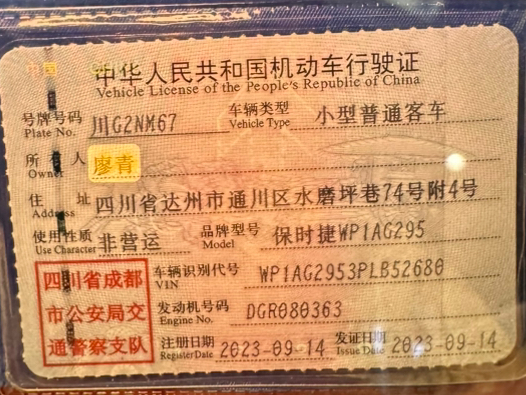 中华人民共和国机动车行驶证
Vehicle License of the People's Republic of China
号牌号码 川G2NM67 车辆类型 小型普通客车
Plate No. Vehicle Type
所有人 廖青
Owner
住址 四川省达州市通川区水磨坪巷74号附4号
Address
使用性质 非营运 品牌型号 保时捷WP1AG295
Use Character Model
四川省成都
市公安局交
通警察支队
车辆识别代号 WP1AG2953PLB52680
VIN
发动机号码 DGR080363
Engine No.
注册日期 2023-09-14 发证日期 2023-09-14
Register Date Issue Date